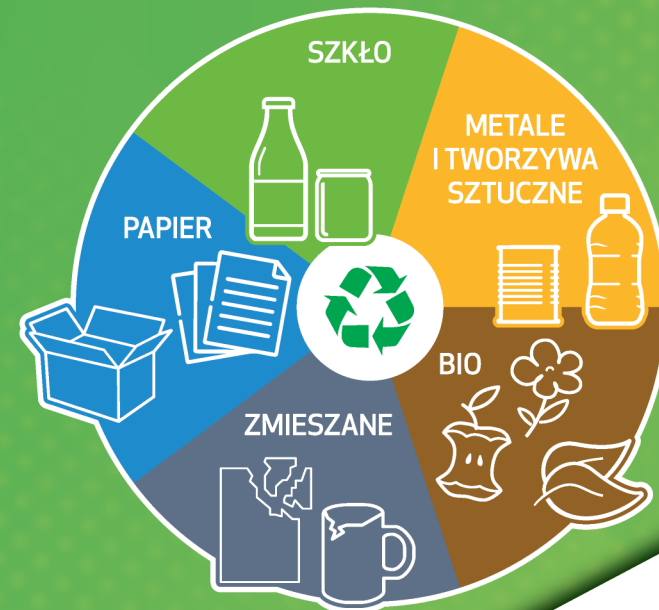 SZKŁO
METALE
I TWORZYWA
SZTUCZNE
PAPIER
BIO
ZMIESZANE